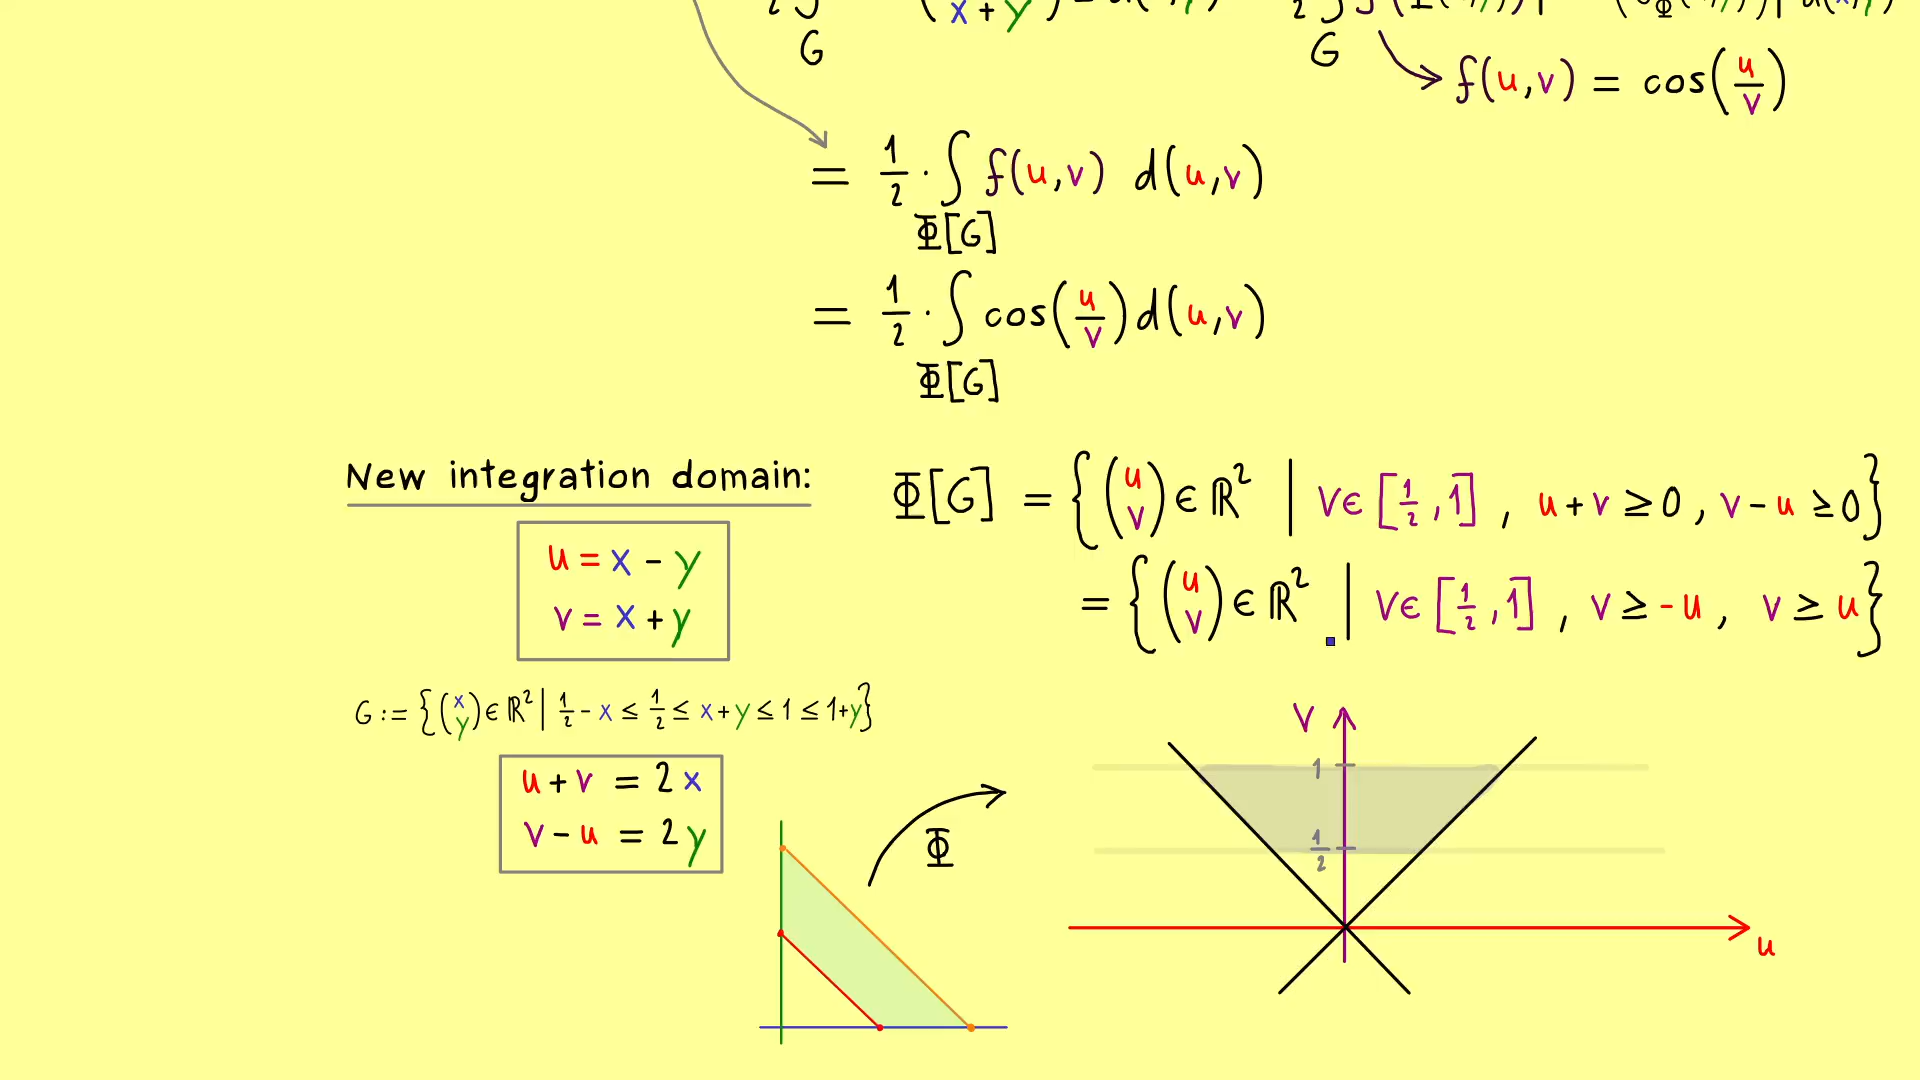 G G
f(u,v) = cos(u/v)
= 1/2 · ∫ f(u,v) d(u,v)
Φ[G]
= 1/2 · ∫ cos(u/v) d(u,v)
Φ[G]
New integration domain:
Φ[G] = {(u v) ∈ ℝ² | v ∈ [1/2, 1], u + v ≥ 0, v - u ≥ 0}
u = x - y
v = x + y
= {(u v) ∈ ℝ² | v ∈ [1/2, 1], v ≥ -u, v ≥ u}
G := {(x y) ∈ ℝ² | 1/2 - x ≤ 1/2 ≤ x + y ≤ 1 ≤ 1+y}
u + v = 2x
v - u = 2y
Φ
v
1
1/2
u